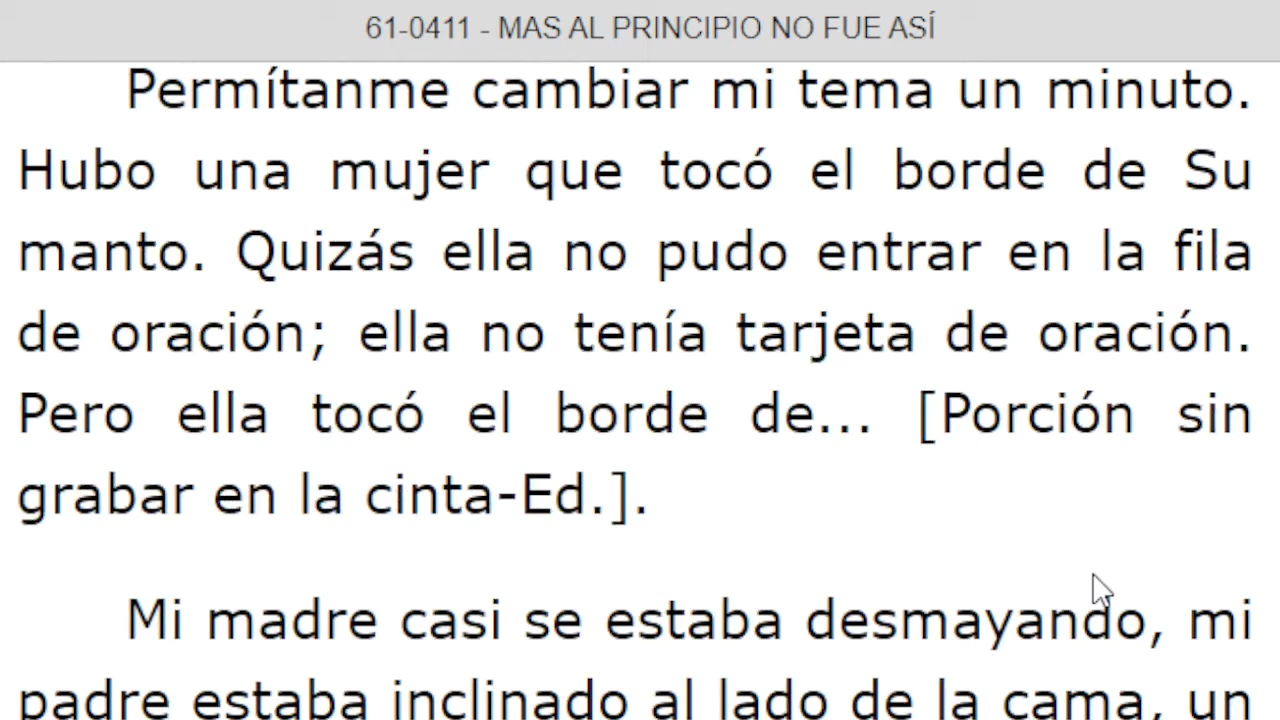 61-0411 - MAS AL PRINCIPIO NO FUE ASÍ
Permítanme cambiar mi tema un minuto.
Hubo una mujer que tocó el borde de Su
manto. Quizás ella no pudo entrar en la fila
de oración; ella no tenía tarjeta de oración.
Pero ella tocó el borde de... [Porción sin
grabar en la cinta-Ed.].
Mi madre casi se estaba desmayando, mi
padre estaba inclinado al lado de la cama, un